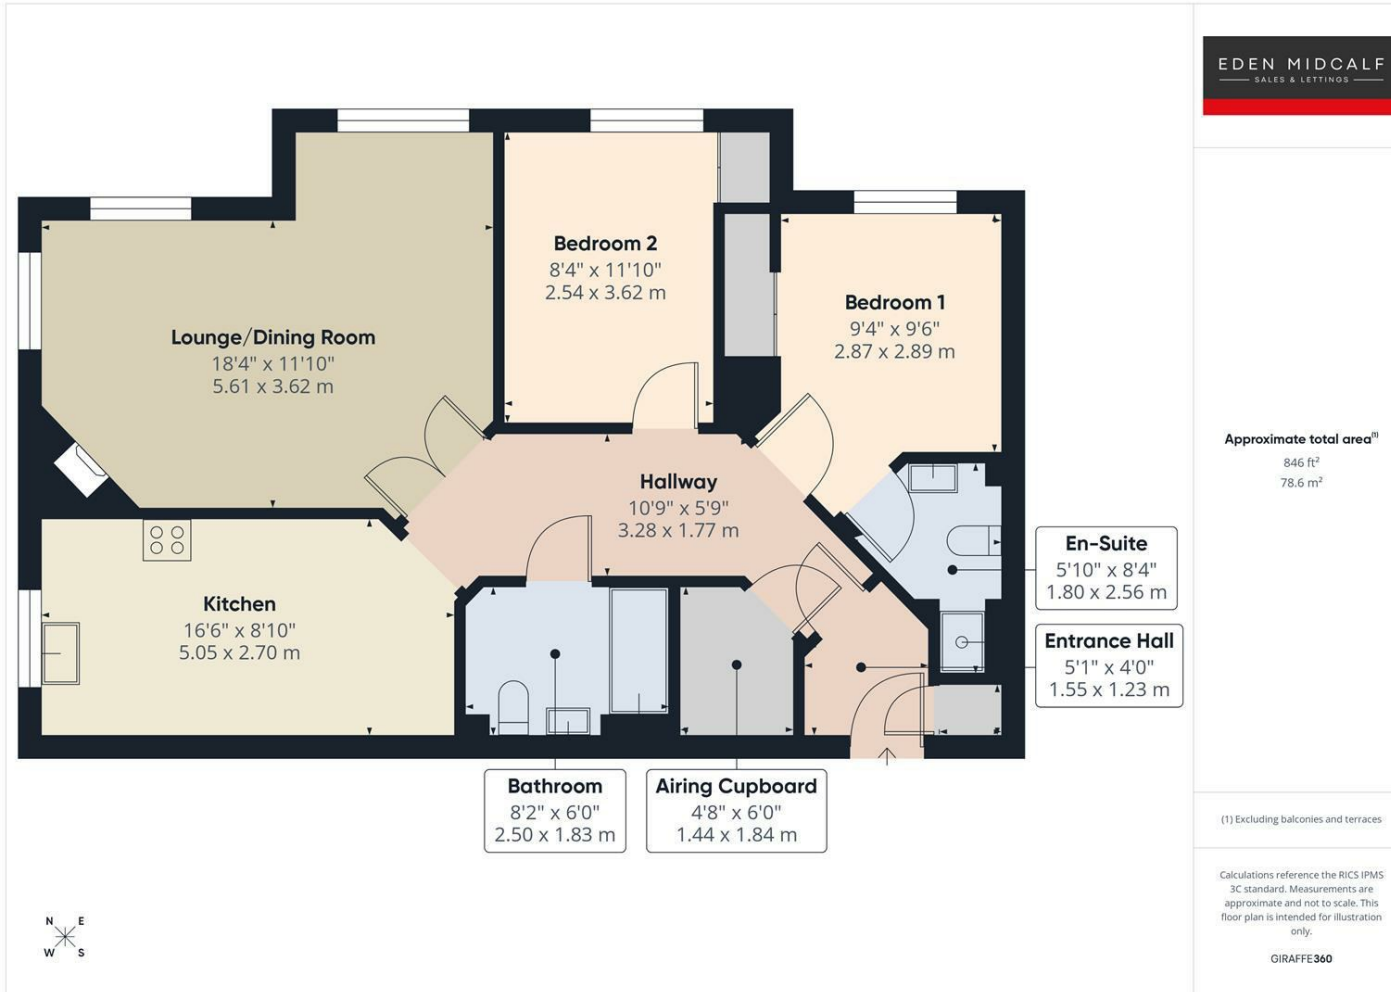 EDEN MIDCALF
SALES & LETTINGS
Lounge/Dining Room
18'4" x 11'10"
5.61 x 3.62 m
Bedroom 2
8'4" x 11'10"
2.54 x 3.62 m
Bedroom 1
9'4" x 9'6"
2.87 x 2.89 m
Hallway
10'9" x 5'9"
3.28 x 1.77 m
Kitchen
16'6" x 8'10"
5.05 x 2.70 m
En-Suite
5'10" x 8'4"
1.80 x 2.56 m
Entrance Hall
5'1" x 4'0"
1.55 x 1.23 m
Bathroom
8'2" x 6'0"
2.50 x 1.83 m
Airing Cupboard
4'8" x 6'0"
1.44 x 1.84 m
N E
W S
Approximate total area(1)
846 ft²
78.6 m²
(1) Excluding balconies and terraces
Calculations reference the RICS IPMS
3C standard. Measurements are
approximate and not to scale. This
floor plan is intended for illustration
only.
GIRAFFE360